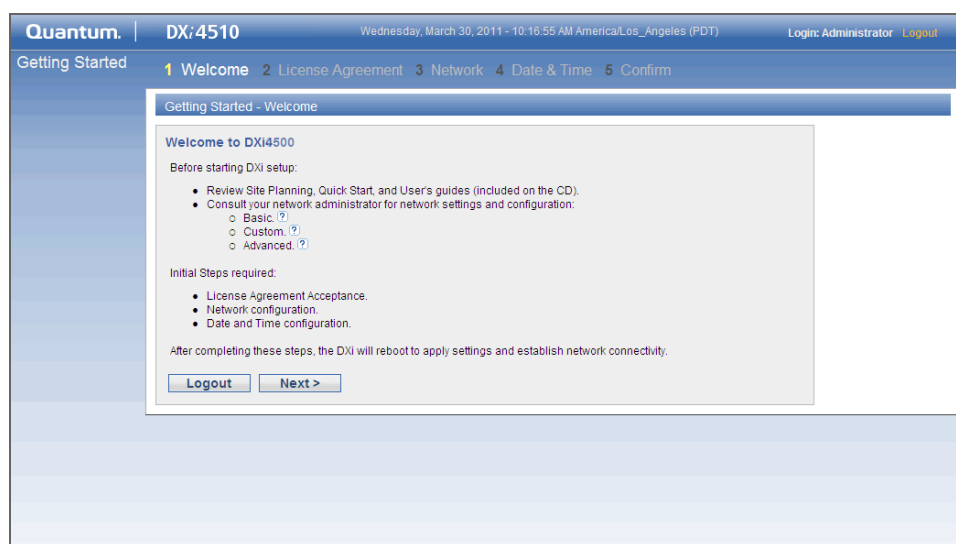 Quantum. DXi4510 Wednesday, March 30, 2011 - 10:16:55 AM America/Los_Angeles (PDT) Login: Administrator Logout
Getting Started 1 Welcome 2 License Agreement 3 Network 4 Date & Time 5 Confirm
Getting Started - Welcome
Welcome to DXi4500
Before starting DXi setup:
• Review Site Planning, Quick Start, and User's guides (included on the CD).
• Consult your network administrator for network settings and configuration:
○ Basic. ?
○ Custom. ?
○ Advanced. ?
Initial Steps required:
• License Agreement Acceptance.
• Network configuration.
• Date and Time configuration.
After completing these steps, the DXi will reboot to apply settings and establish network connectivity.
Logout Next >